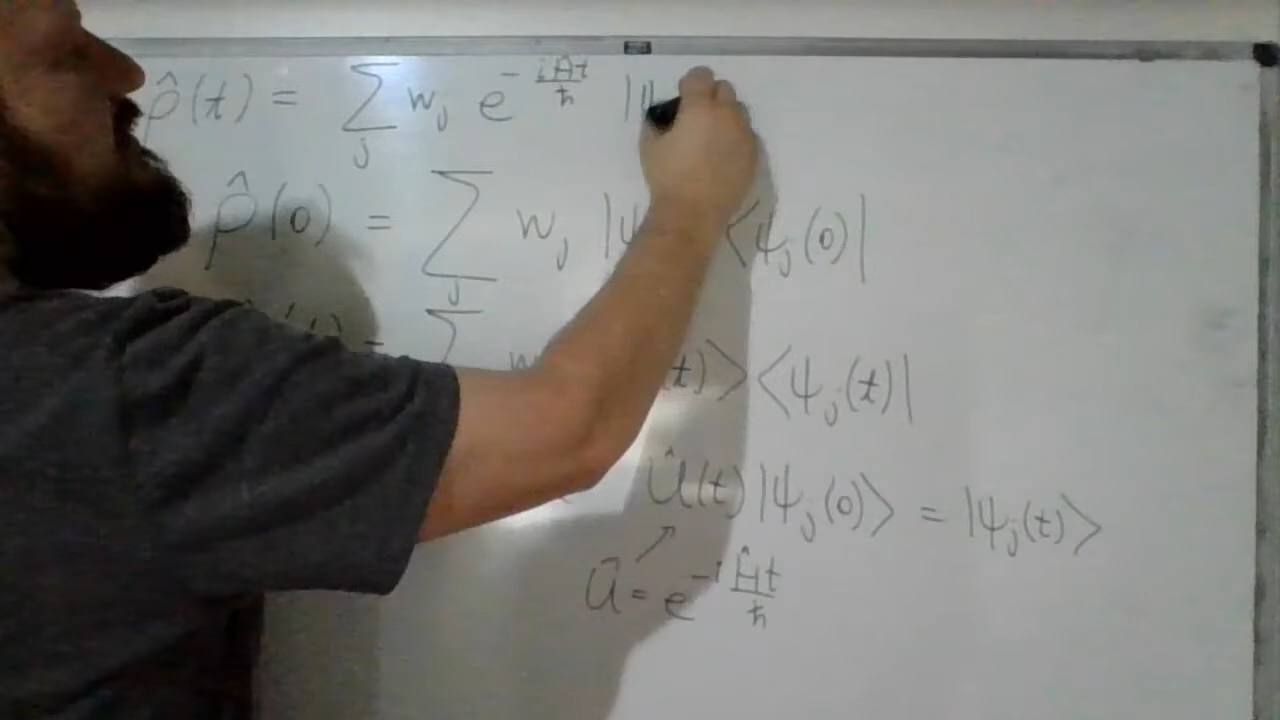 ρ̂(t) = Σ_j w_j e^{-iĤt/ħ} |
ρ̂(0) = Σ_j w_j |ψ ⟨ψ_j(0)|
(t) = Σ w t)⟩⟨ψ_j(t)|
Û(t)|ψ_j(0)⟩ = |ψ_j(t)⟩
Û = e^{-iĤt/ħ}